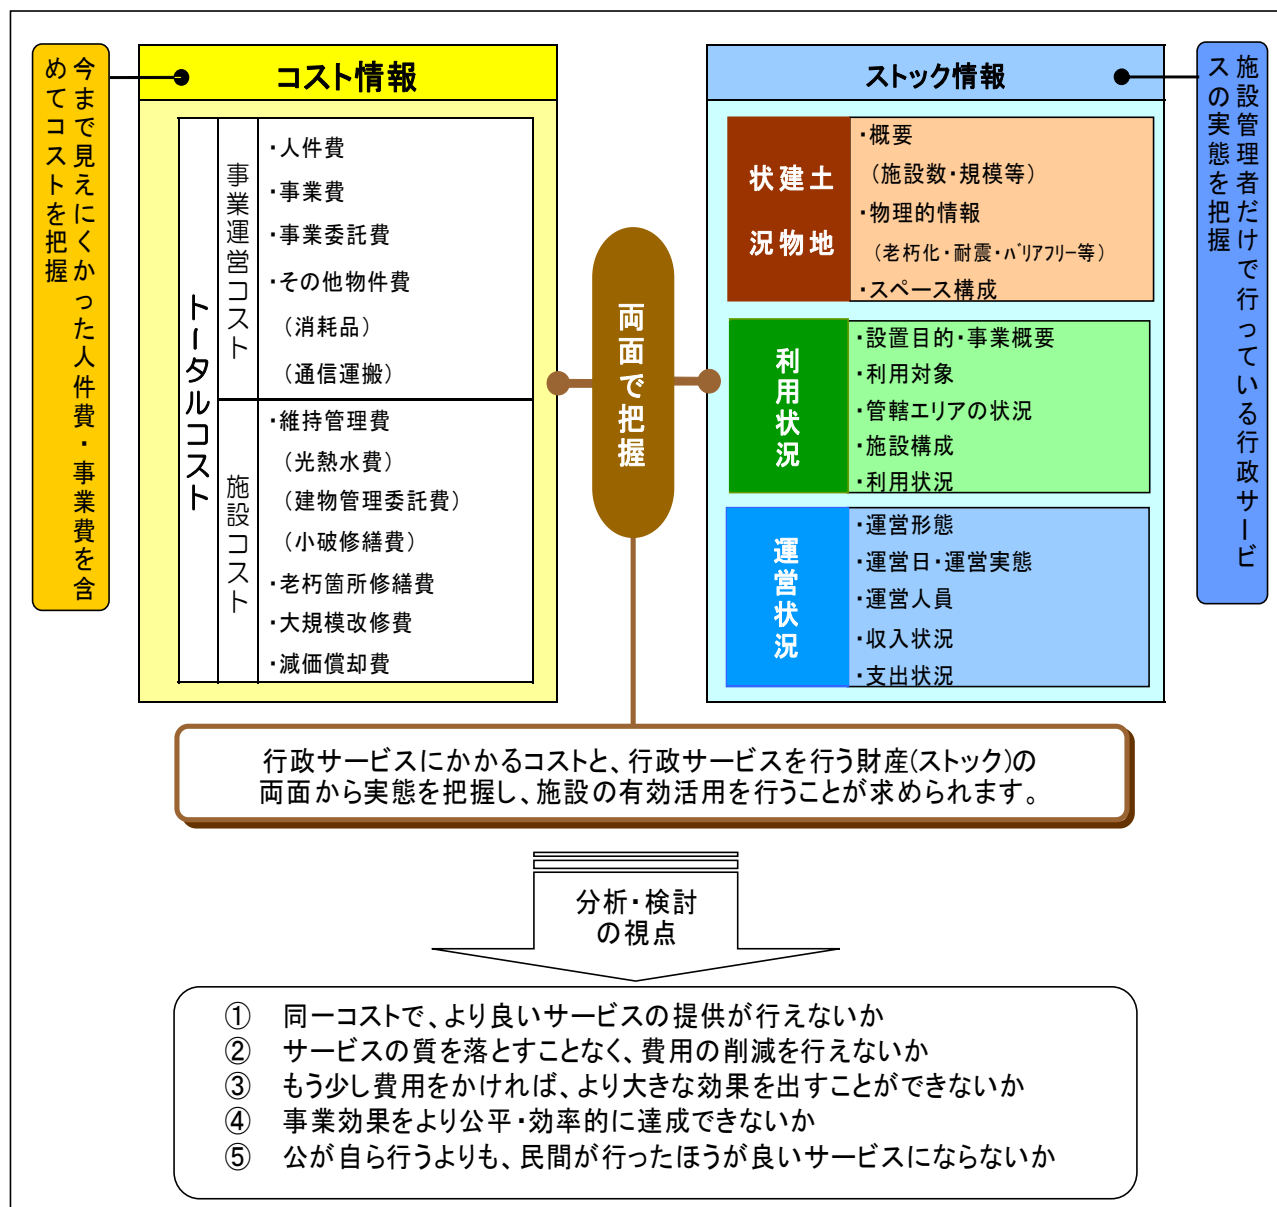 今まで見えにくかった人件費・事業費を含
めてコストを把握
コスト情報
トータルコスト
事業運営コスト
・人件費
・事業費
・事業委託費
・その他物件費
（消耗品）
（通信運搬）
施設コスト
・維持管理費
（光熱水費）
（建物管理委託費）
（小破修繕費）
・老朽箇所修繕費
・大規模改修費
・減価償却費
両面で把握
ストック情報
土地
建物
状況
・概要
（施設数・規模等）
・物理的情報
（老朽化・耐震・バリアフリー等）
・スペース構成
利用状況
・設置目的・事業概要
・利用対象
・管轄エリアの状況
・施設構成
・利用状況
運営状況
・運営形態
・運営日・運営実態
・運営人員
・収入状況
・支出状況
施設管理者だけで行っている行政サービ
スの実態を把握
行政サービスにかかるコストと、行政サービスを行う財産(ストック)の
両面から実態を把握し、施設の有効活用を行うことが求められます。
分析・検討
の視点
① 同一コストで、より良いサービスの提供が行えないか
② サービスの質を落とすことなく、費用の削減を行えないか
③ もう少し費用をかければ、より大きな効果を出すことができないか
④ 事業効果をより公平・効率的に達成できないか
⑤ 公が自ら行うよりも、民間が行ったほうが良いサービスにならないか